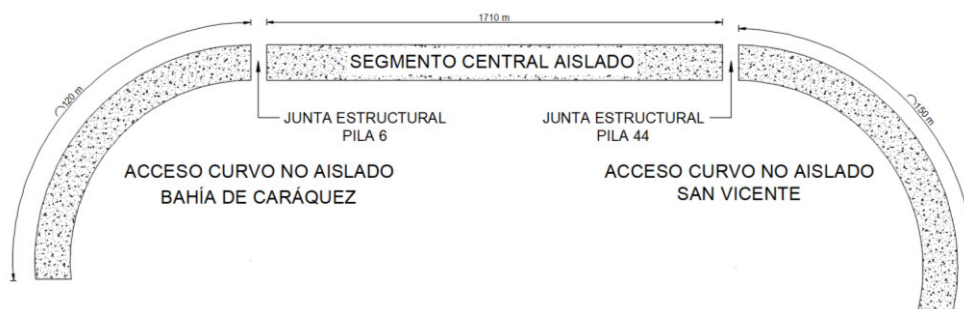 1710 m
SEGMENTO CENTRAL AISLADO
120 m
150 m
JUNTA ESTRUCTURAL
PILA 6
JUNTA ESTRUCTURAL
PILA 44
ACCESO CURVO NO AISLADO
BAHÍA DE CARÁQUEZ
ACCESO CURVO NO AISLADO
SAN VICENTE